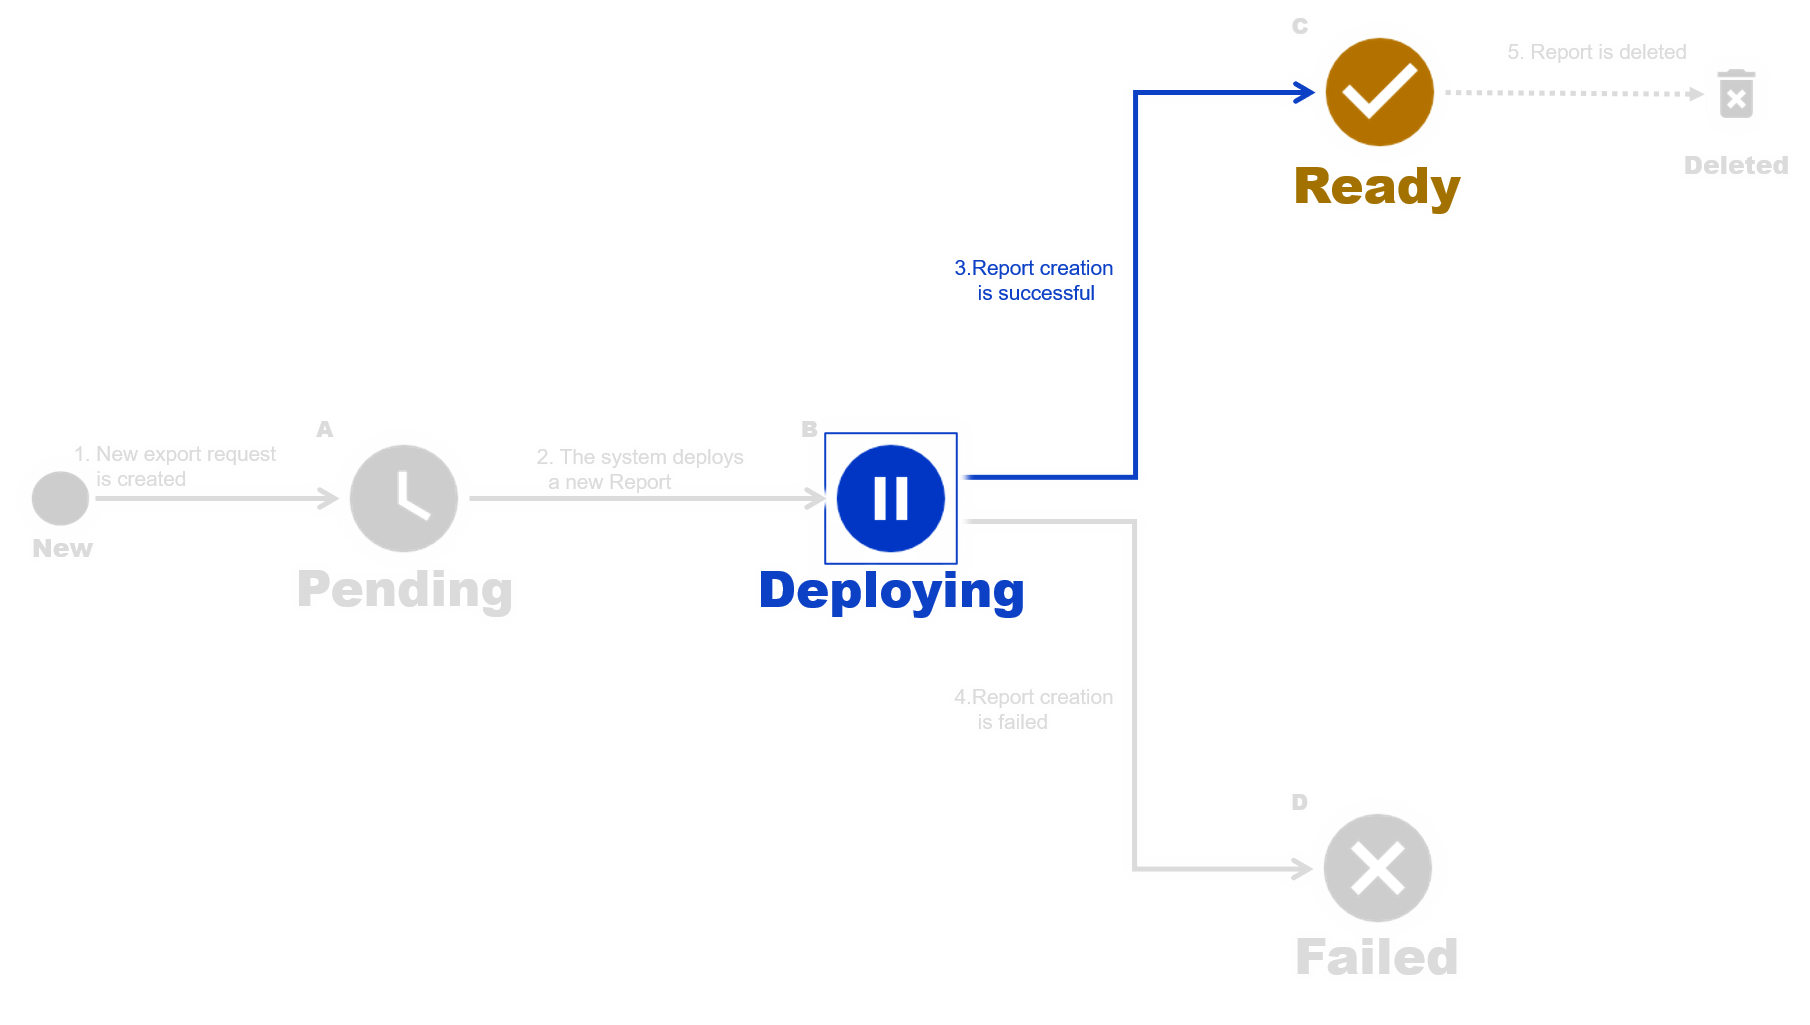 C
5. Report is deleted
Deleted
Ready
3.Report creation
is successful
A
B
1. New export request
is created
2. The system deploys
a new Report
New
Pending
Deploying
4.Report creation
is failed
D
Failed